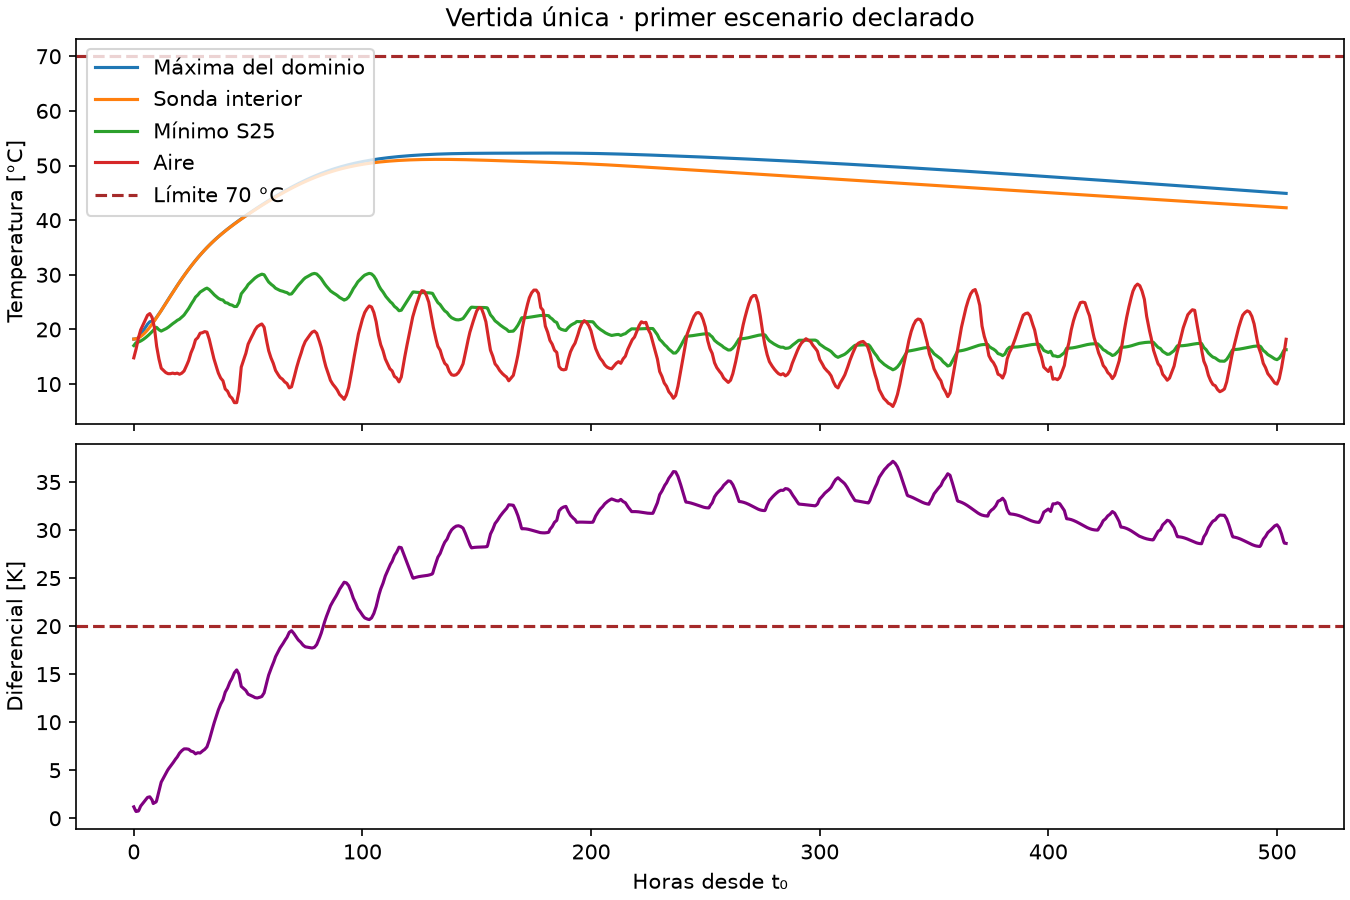 Vertida única · primer escenario declarado
Temperatura [°C]
70
60
50
40
30
20
10
Máxima del dominio
Sonda interior
Mínimo S25
Aire
Límite 70 °C
Diferencial [K]
35
30
25
20
15
10
5
0
0 100 200 300 400 500
Horas desde t₀